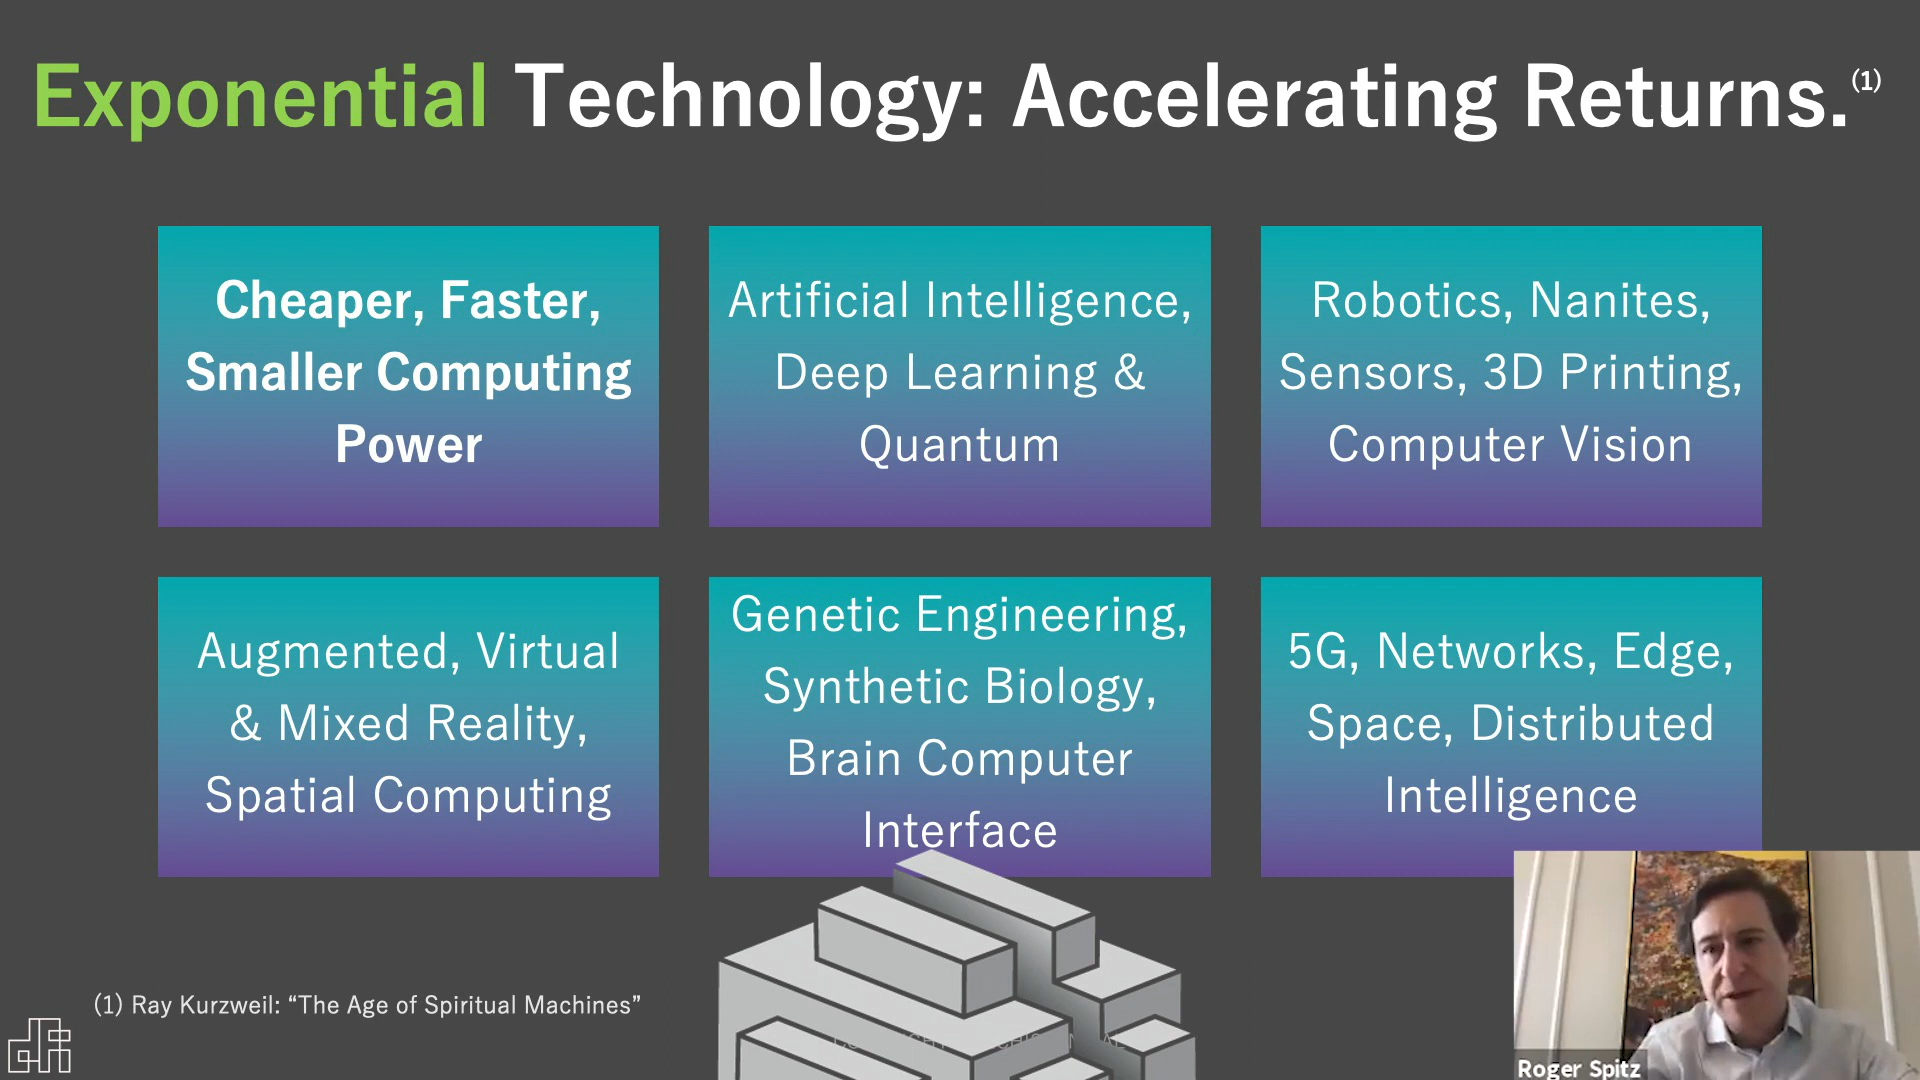 Exponential Technology: Accelerating Returns.(1)
Cheaper, Faster,
Smaller Computing
Power
Artificial Intelligence,
Deep Learning &
Quantum
Robotics, Nanites,
Sensors, 3D Printing,
Computer Vision
Augmented, Virtual
& Mixed Reality,
Spatial Computing
Genetic Engineering,
Synthetic Biology,
Brain Computer
Interface
5G, Networks, Edge,
Space, Distributed
Intelligence
(1) Ray Kurzweil: “The Age of Spiritual Machines”
Roger Spitz